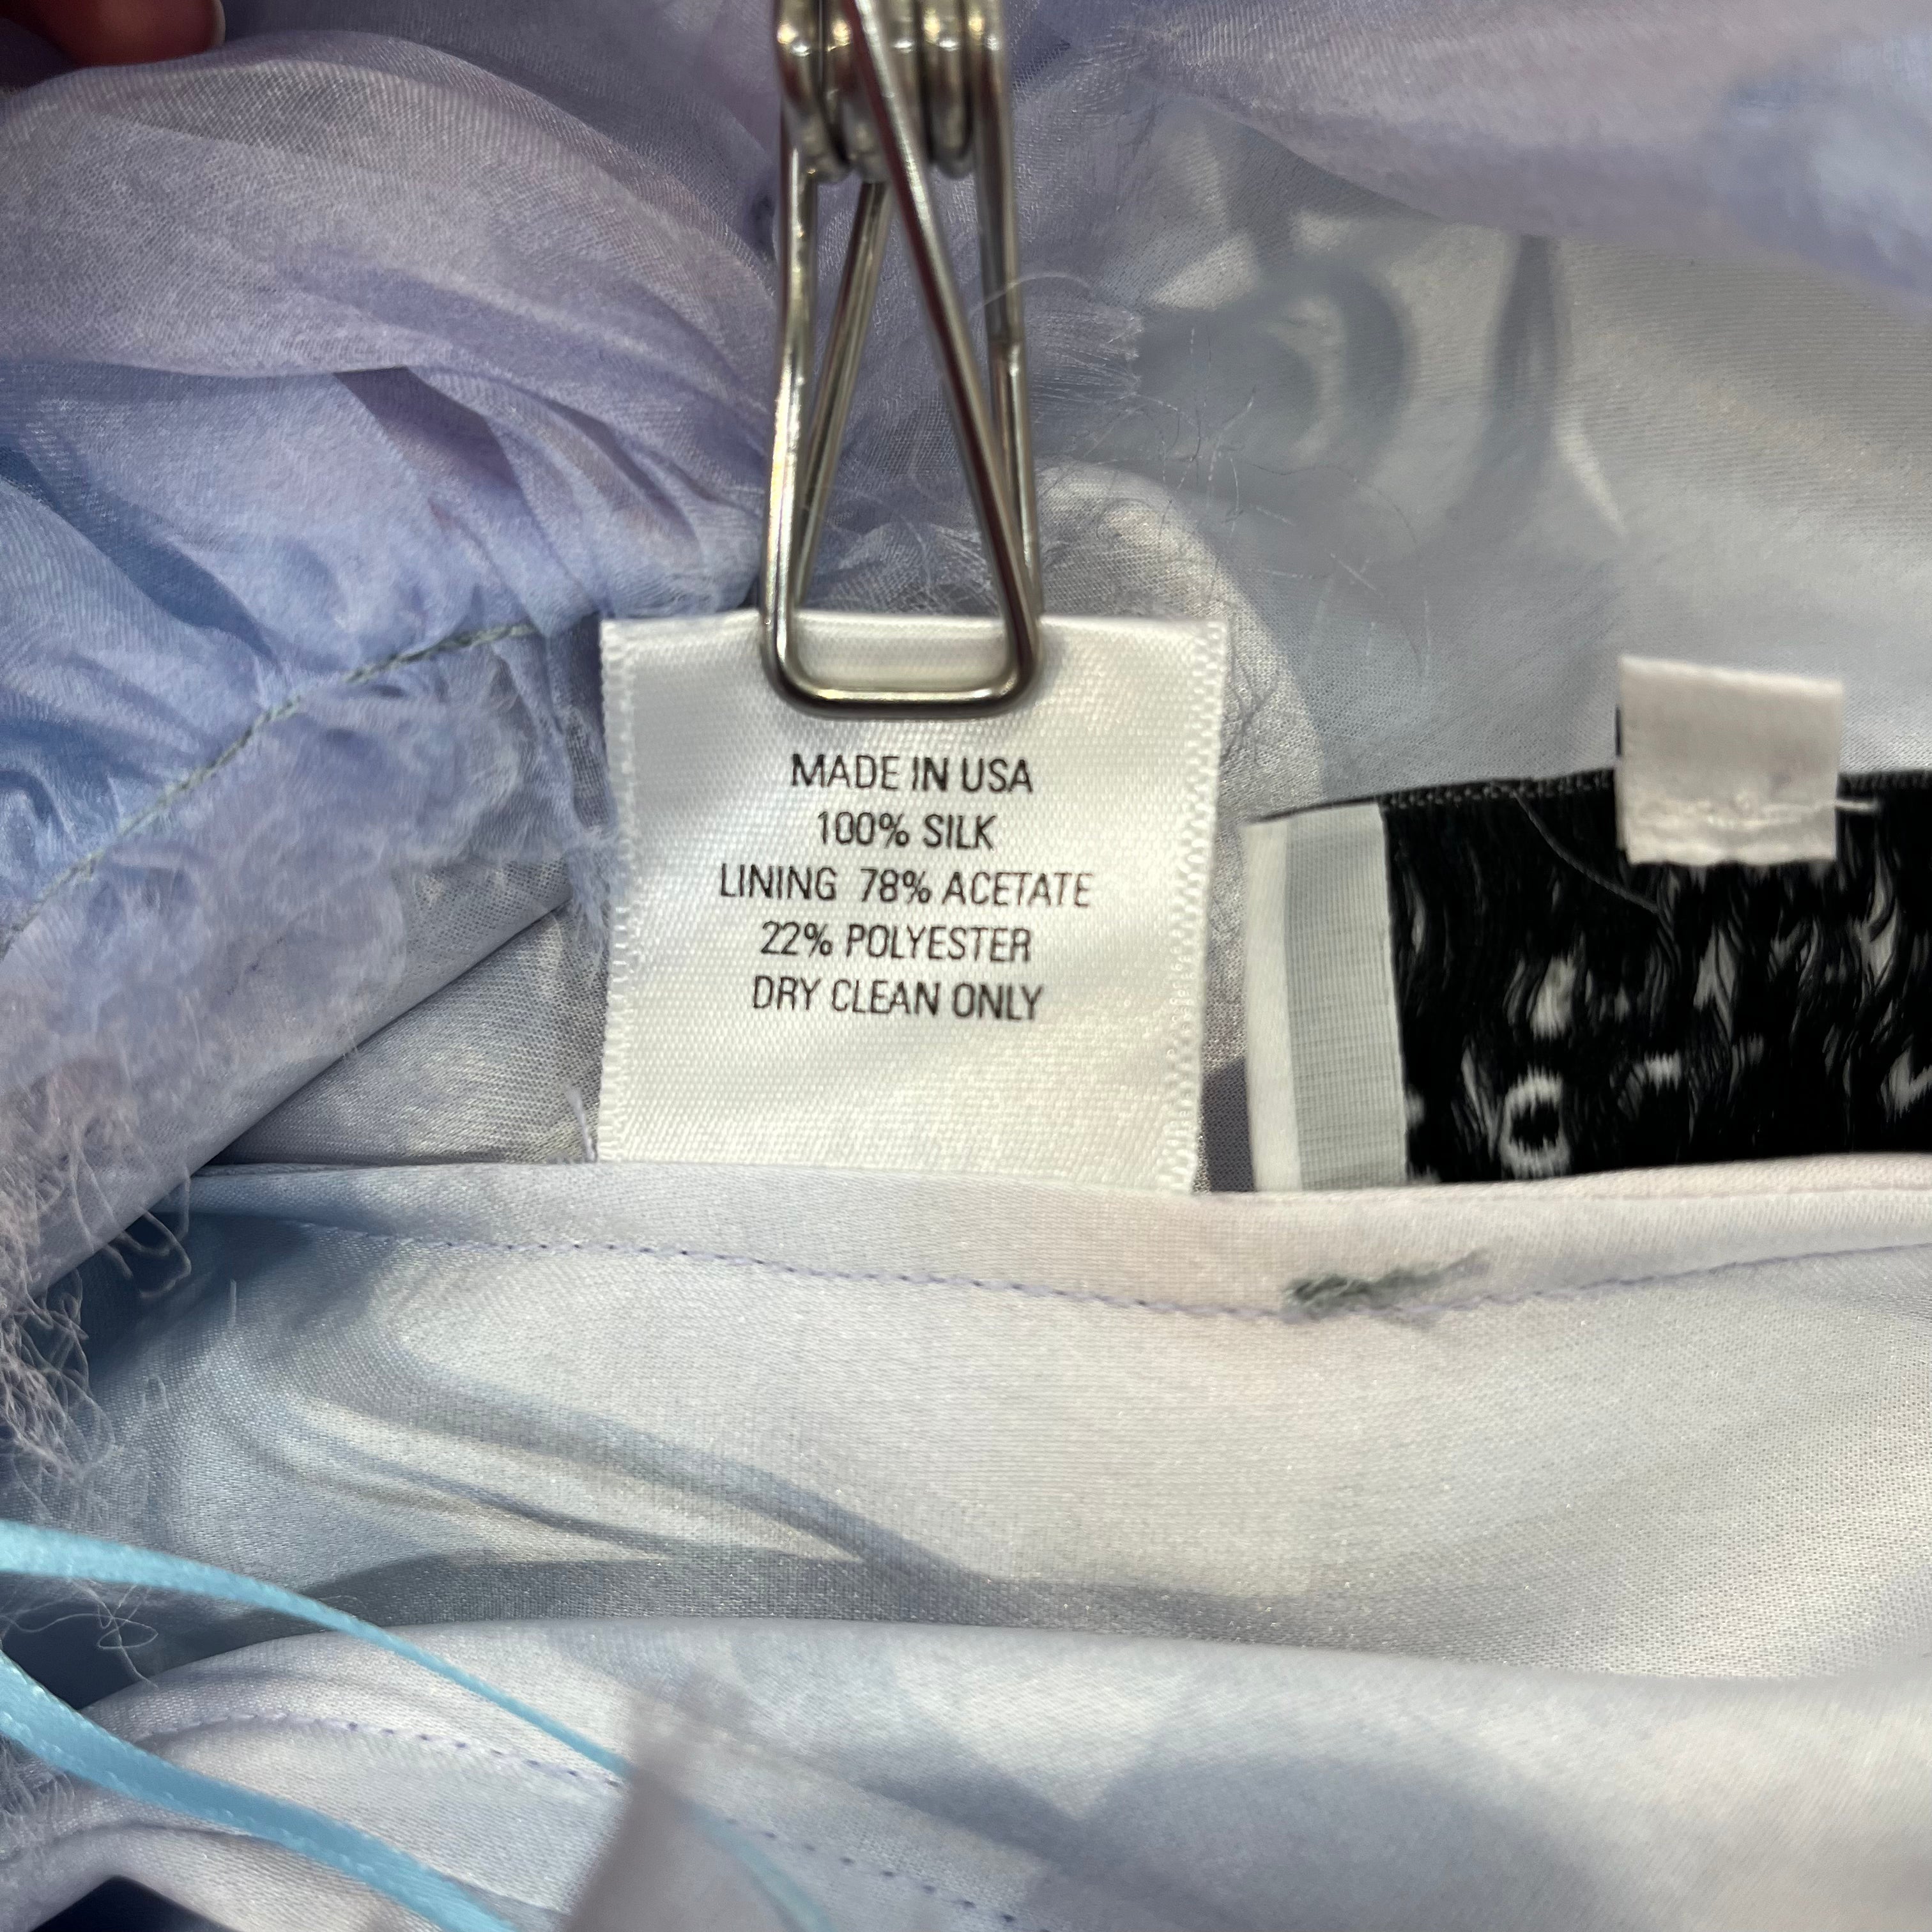 MADE IN USA
100% SILK
LINING 78% ACETATE
22% POLYESTER
DRY CLEAN ONLY